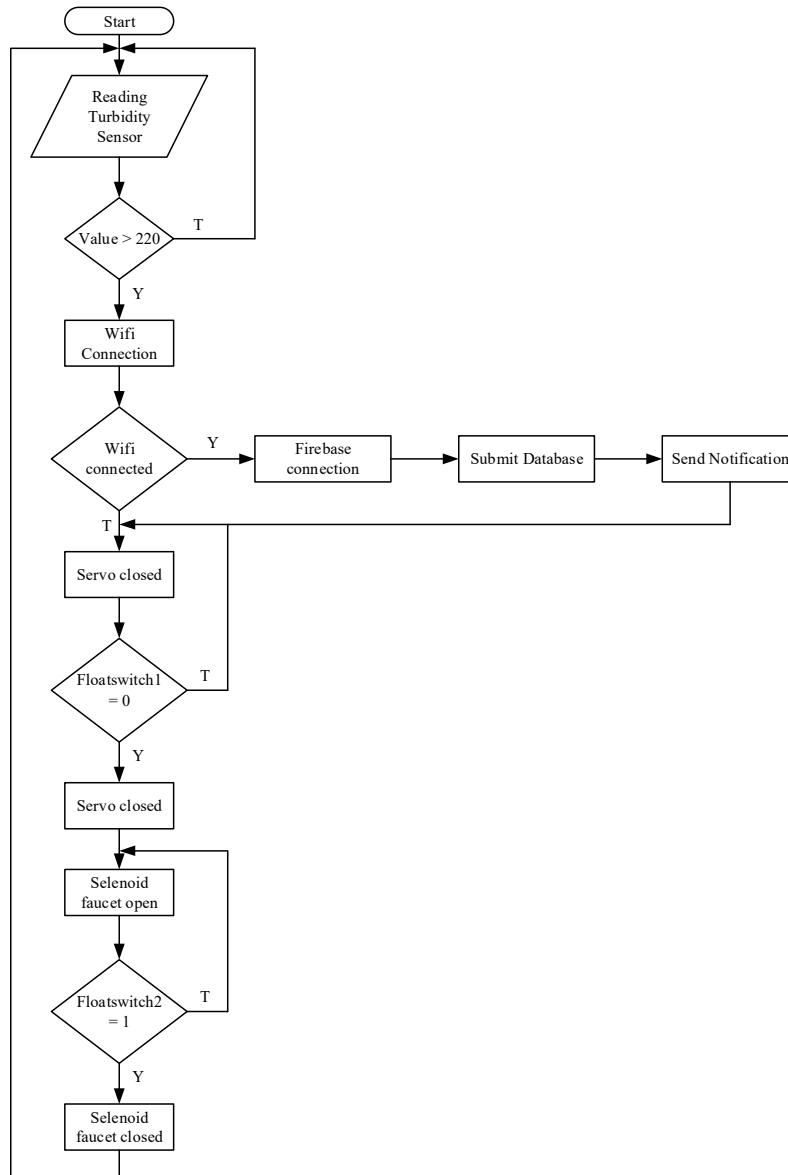 Start
Reading
Turbidity
Sensor
Value > 220
T
Y
Wifi
Connection
Wifi
connected
Y
Firebase
connection
Submit Database
Send Notification
T
Servo closed
Floatswitch1
= 0
T
Y
Servo closed
Selenoid
faucet open
Floatswitch2
= 1
T
Y
Selenoid
faucet closed